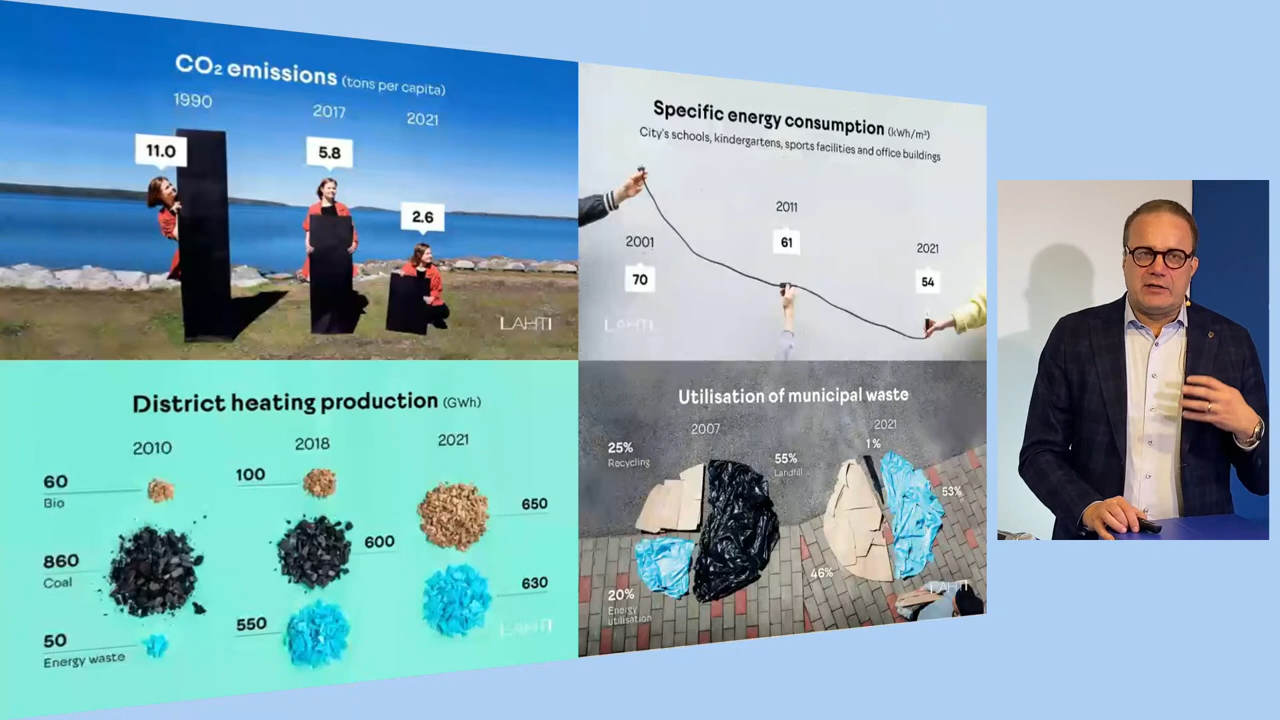 CO₂ emissions (tons per capita)
1990
2017
2021
11.0
5.8
2.6
LAHTI
Specific energy consumption (kWh/m³)
City's schools, kindergartens, sports facilities and office buildings
2001
2011
2021
70
61
54
LAHTI
District heating production (GWh)
2010
2018
2021
60
Bio
100
650
860
Coal
600
630
50
Energy waste
550
LAHTI
Utilisation of municipal waste
2007
2021
25%
Recycling
55%
Landfill
1%
53%
46%
20%
Energy
utilisation
LAHTI